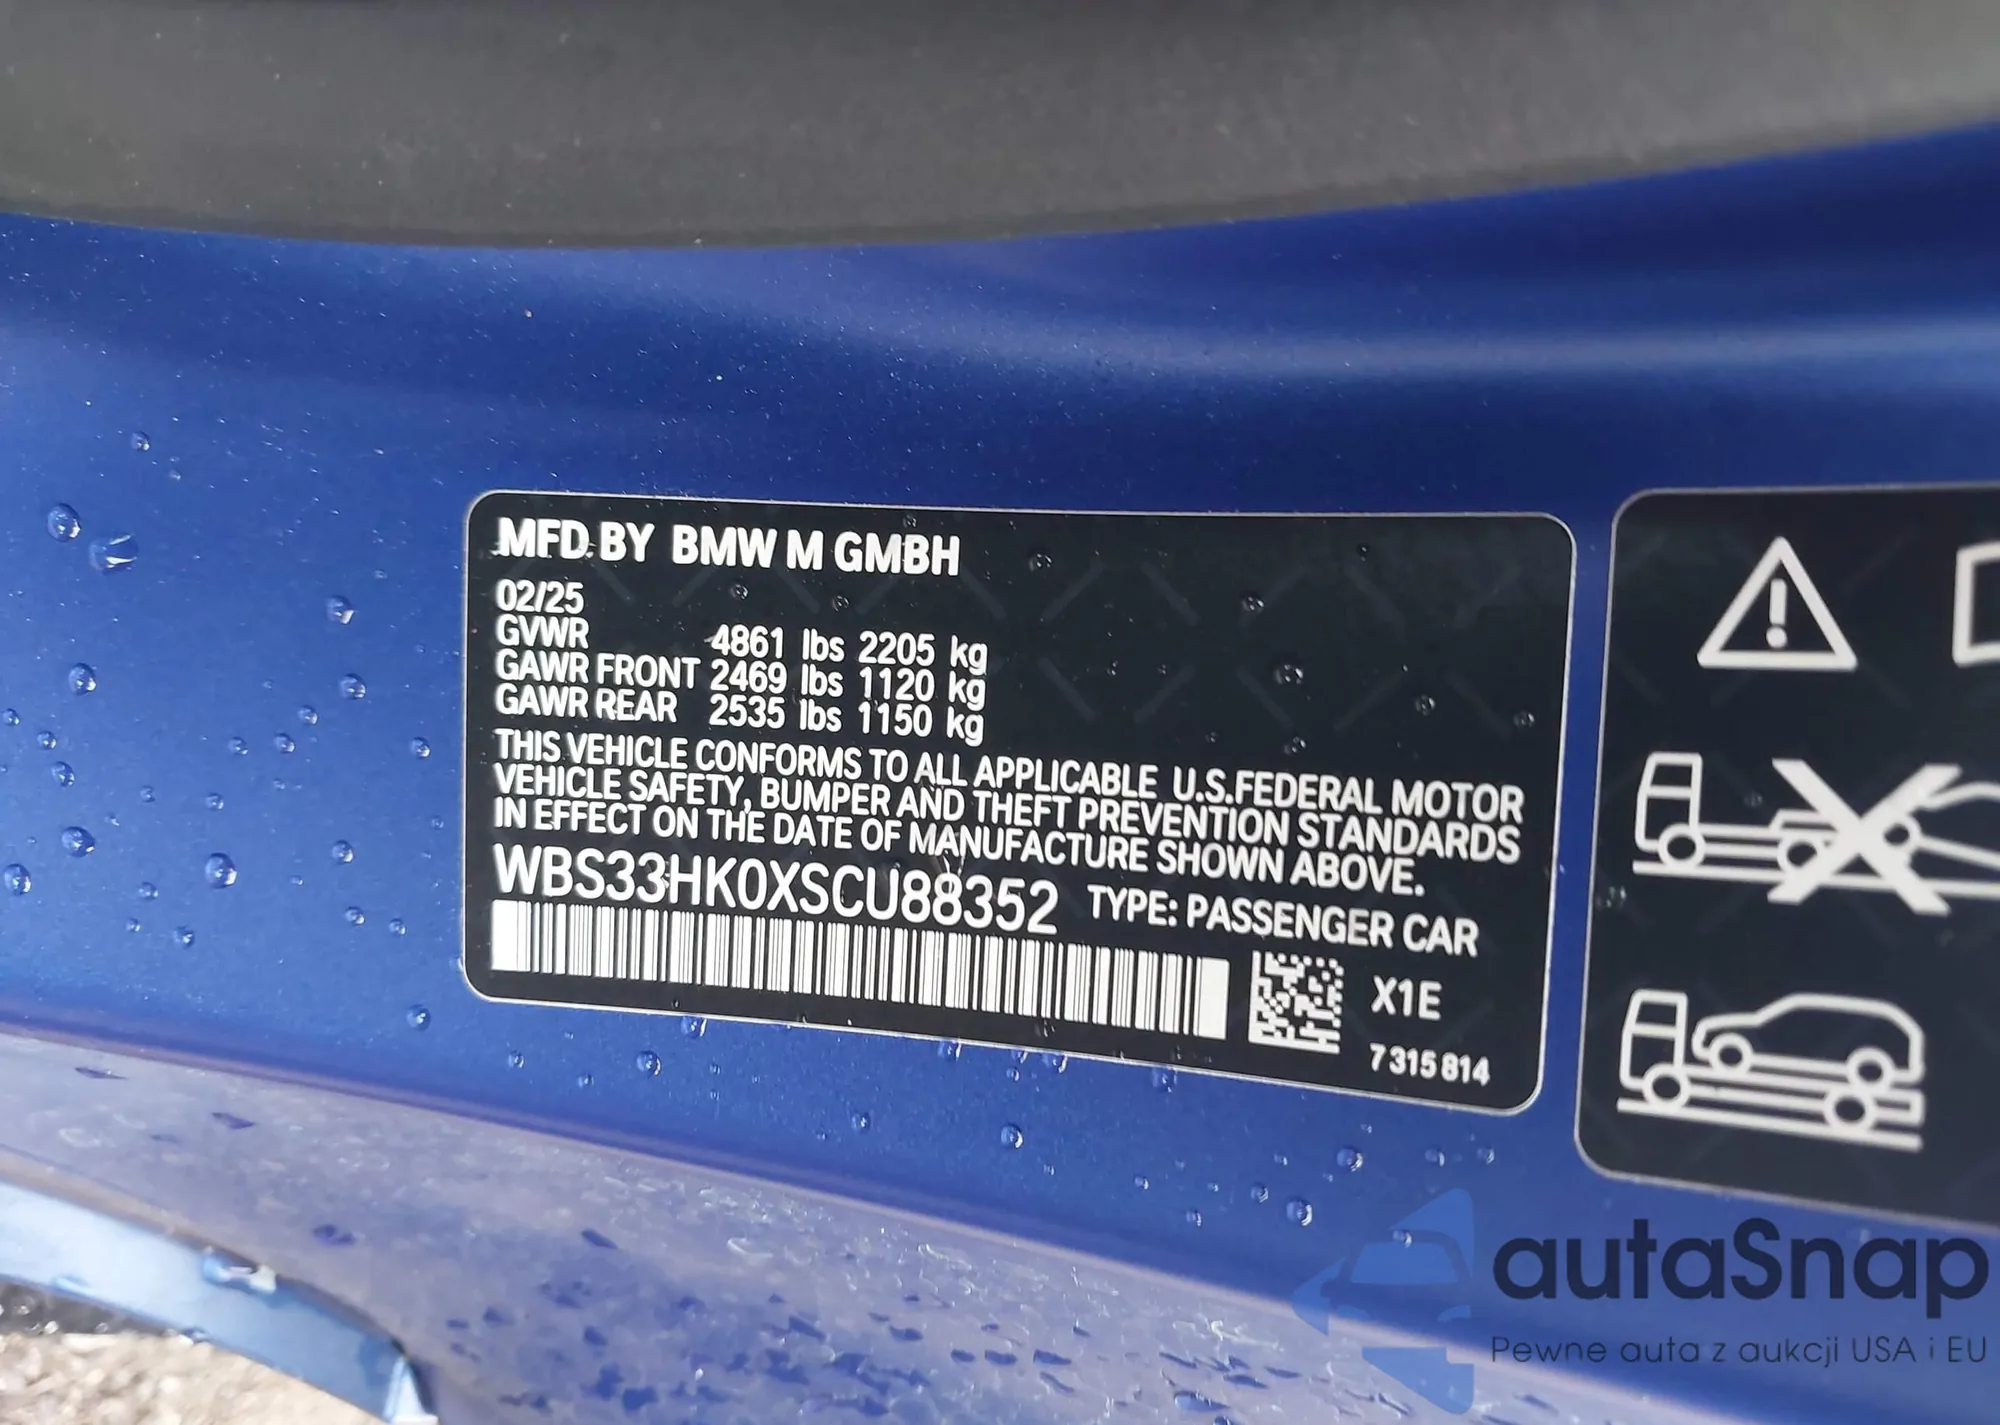 MFD BY BMW M GMBH
02/25
GVWR 4861 lbs 2205 kg
GAWR FRONT 2469 lbs 1120 kg
GAWR REAR 2535 lbs 1150 kg
THIS VEHICLE CONFORMS TO ALL APPLICABLE U.S.FEDERAL MOTOR
VEHICLE SAFETY, BUMPER AND THEFT PREVENTION STANDARDS
IN EFFECT ON THE DATE OF MANUFACTURE SHOWN ABOVE.
WBS33HK0XSCU88352 TYPE: PASSENGER CAR
X1E
7315814
autaSnap
Pewne auta z aukcji USA i EU